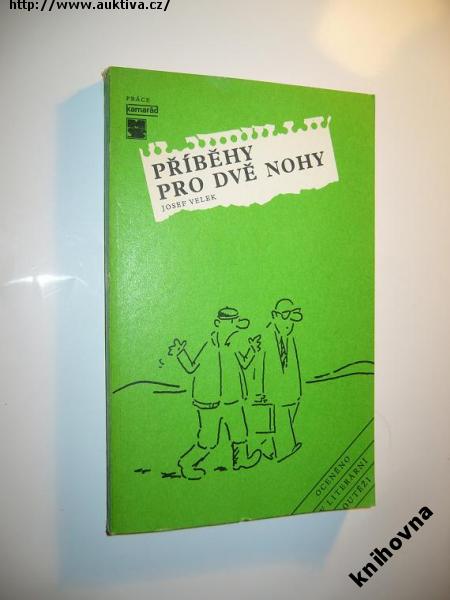 http://www.auktiva.cz/
PRÁCE
kamarád
PŘÍBĚHY
PRO DVĚ NOHY
JOSEF VELEK
OCENĚNO
V LITERÁRNÍ
SOUTĚŽI
knihovna